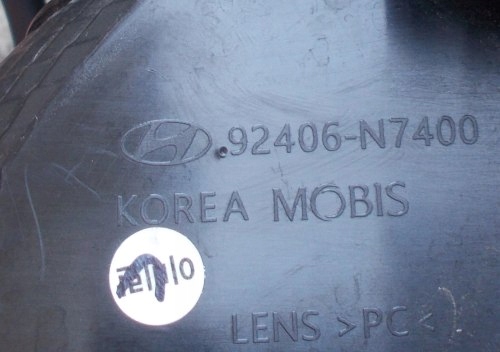 92406-N7400
KOREA MOBIS
LENS >PC<